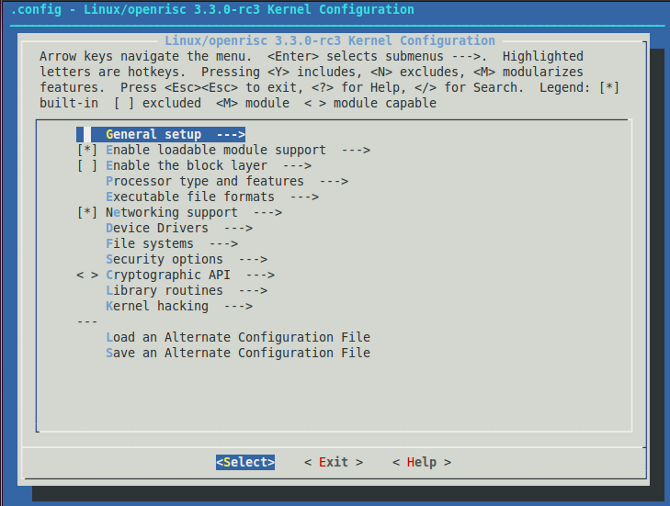 .config - Linux/openrisc 3.3.0-rc3 Kernel Configuration
Linux/openrisc 3.3.0-rc3 Kernel Configuration
Arrow keys navigate the menu.  <Enter> selects submenus --->.  Highlighted
letters are hotkeys.  Pressing <Y> includes, <N> excludes, <M> modularizes
features.  Press <Esc><Esc> to exit, <?> for Help, </> for Search.  Legend: [*]
built-in  [ ] excluded  <M> module  < > module capable
General setup  --->
[*] Enable loadable module support  --->
[ ] Enable the block layer  --->
Processor type and features  --->
Executable file formats  --->
[*] Networking support  --->
Device Drivers  --->
File systems  --->
Security options  --->
< > Cryptographic API  --->
Library routines  --->
Kernel hacking  --->
---
Load an Alternate Configuration File
Save an Alternate Configuration File
<Select>    < Exit >    < Help >